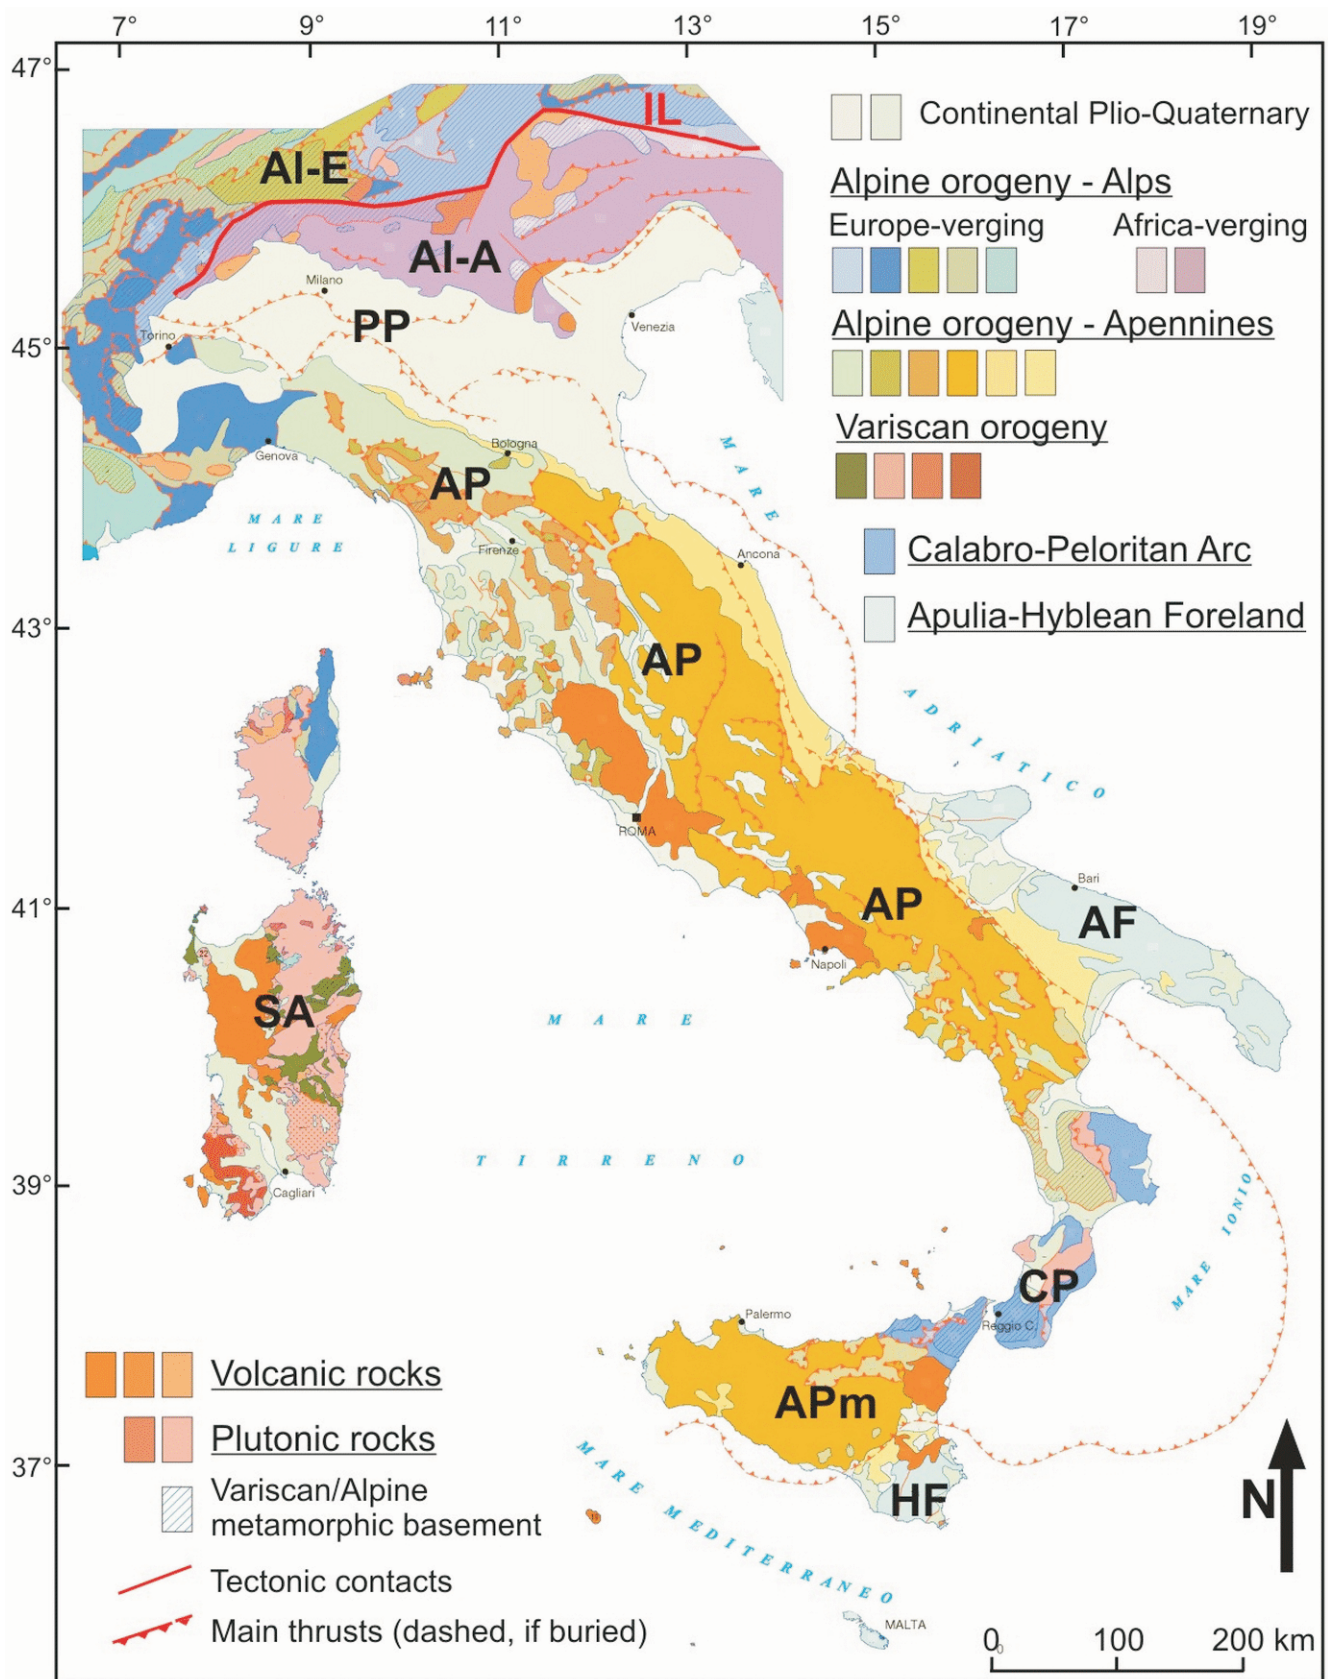 7° 9° 11° 13° 15° 17° 19°
47°
45°
43°
41°
39°
37°
IL
Al-E
Al-A
Milano
PP
Venezia
Torino
Genova
Bologna
AP
Firenze
MARE
LIGURE
MARE
ADRIATICO
Ancona
AP
ROMA
AP
Napoli
Bari
AF
SA
Cagliari
MARE
TIRRENO
MARE IONIO
CP
Reggio C.
Palermo
APm
HF
MARE MEDITERRANEO
MALTA
Continental Plio-Quaternary
Alpine orogeny - Alps
Europe-verging Africa-verging
Alpine orogeny - Apennines
Variscan orogeny
Calabro-Peloritan Arc
Apulia-Hyblean Foreland
Volcanic rocks
Plutonic rocks
Variscan/Alpine
metamorphic basement
Tectonic contacts
Main thrusts (dashed, if buried)
N
0 100 200 km